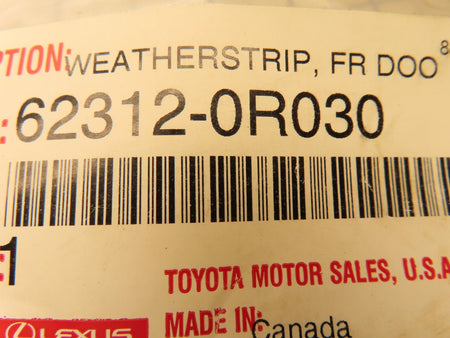 PTION: WEATHERSTRIP, FR DOO
: 62312-0R030
: 1
TOYOTA MOTOR SALES, U.S.A
LEXUS MADE IN: Canada